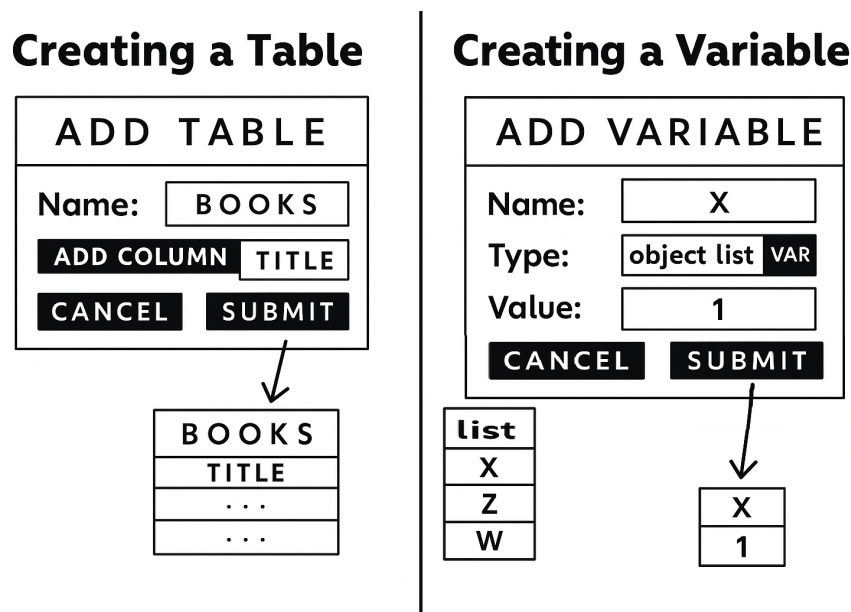 Creating a Table
ADD TABLE
Name: BOOKS
ADD COLUMN TITLE
CANCEL SUBMIT
BOOKS
TITLE
...
...
Creating a Variable
ADD VARIABLE
Name: X
Type: object list VAR
Value: 1
CANCEL SUBMIT
list
X
Z
W
X
1